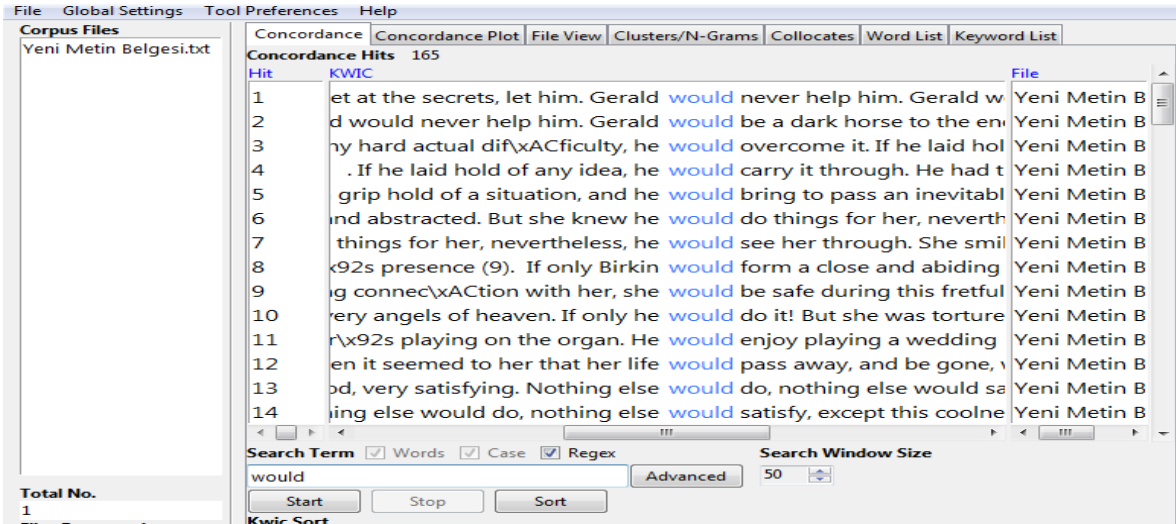 File Global Settings Tool Preferences Help
Corpus Files
Yeni Metin Belgesi.txt
Concordance Concordance Plot File View Clusters/N-Grams Collocates Word List Keyword List
Concordance Hits 165
Hit KWIC File
1 et at the secrets, let him. Gerald would never help him. Gerald w Yeni Metin B
2 d would never help him. Gerald would be a dark horse to the en Yeni Metin B
3 ny hard actual dif\xACficulty, he would overcome it. If he laid hol Yeni Metin B
4 . If he laid hold of any idea, he would carry it through. He had t Yeni Metin B
5 grip hold of a situation, and he would bring to pass an inevitabl Yeni Metin B
6 and abstracted. But she knew he would do things for her, neverth Yeni Metin B
7 things for her, nevertheless, he would see her through. She smil Yeni Metin B
8 x92s presence (9). If only Birkin would form a close and abiding Yeni Metin B
9 g connec\xACtion with her, she would be safe during this fretful Yeni Metin B
10 very angels of heaven. If only he would do it! But she was torture Yeni Metin B
11 r\x92s playing on the organ. He would enjoy playing a wedding Yeni Metin B
12 en it seemed to her that her life would pass away, and be gone, Yeni Metin B
13 od, very satisfying. Nothing else would do, nothing else would sa Yeni Metin B
14 ing else would do, nothing else would satisfy, except this coolne Yeni Metin B
Search Term Words Case Regex Search Window Size
would Advanced 50
Start Stop Sort
Total No.
1
Kwic Sort